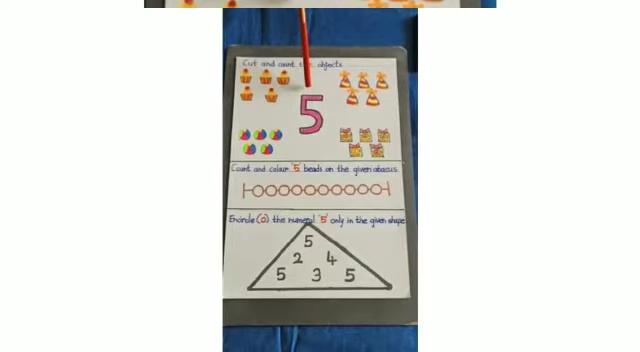 Cut and count the objects
5
Count and colour '5' beads on the given abacus
Encircle (O) the numeral '5' only in the given shape
5
2 4
5 3 5